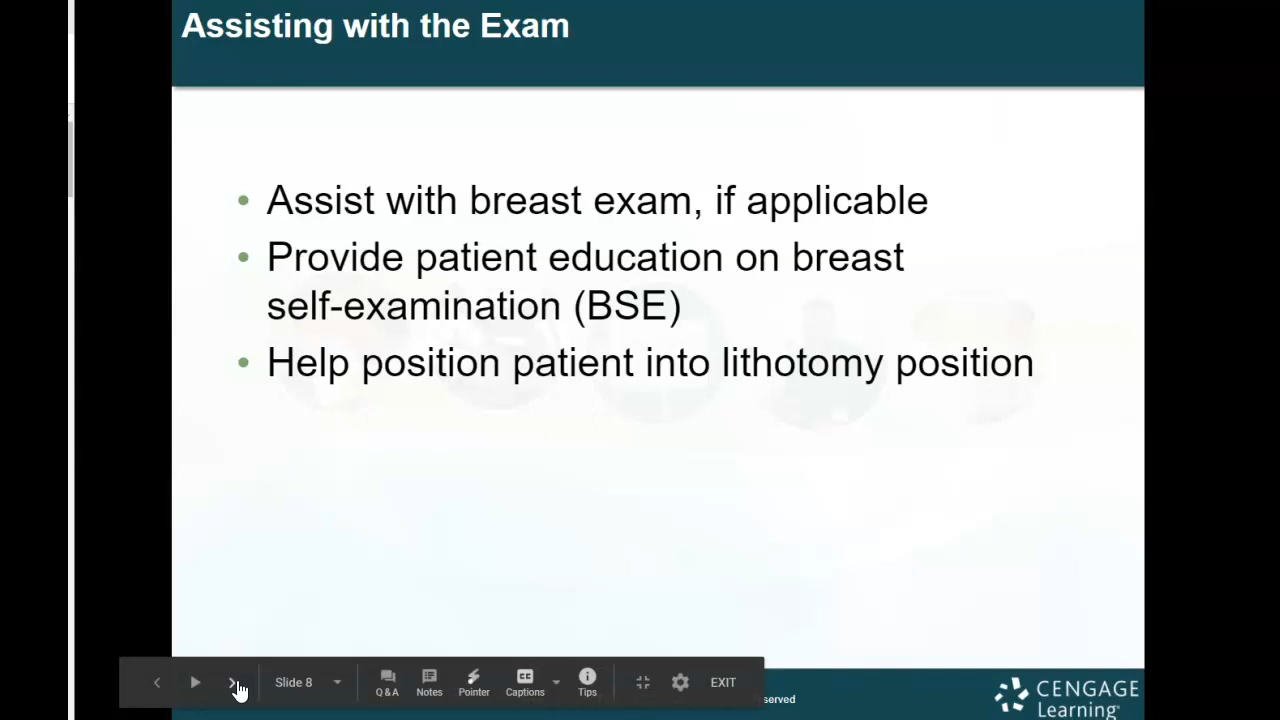 Assisting with the Exam
• Assist with breast exam, if applicable
• Provide patient education on breast
self-examination (BSE)
• Help position patient into lithotomy position
Slide 8
Q&A
Notes
Pointer
CC
Captions
Tips
EXIT
served
CENGAGE
Learning